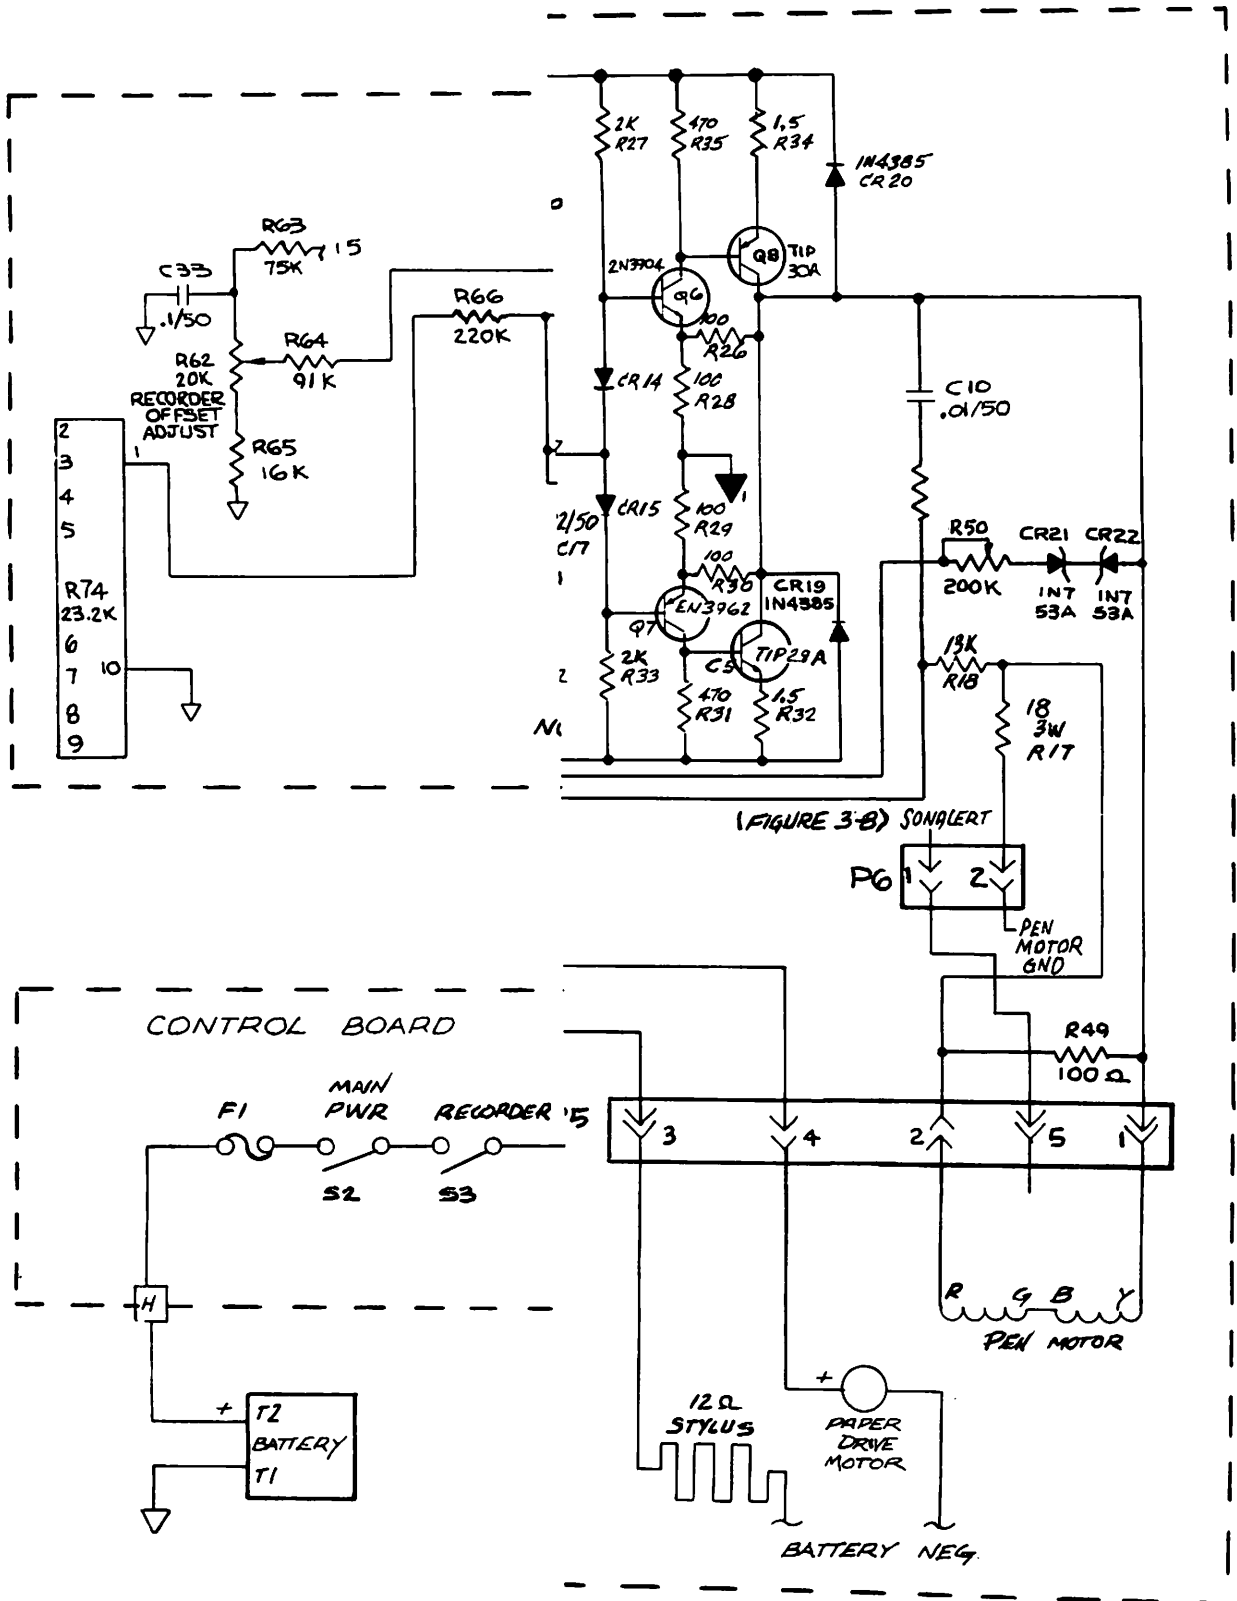 2K
R27
470
R35
1.5
R34
1N4385
CR20
R63
75K
15
C33
.1/50
R62
20K
RECORDER
OFFSET
ADJUST
R64
91K
R65
16K
R66
220K
2N3904
Q6
Q8
TIP
30A
100
R26
CR14
100
R28
C10
.01/50
1
2
3
4
5
R74
23.2K
6
7
8
9
1
10
2/50
C17
CR15
100
R29
100
R30
EN3962
Q7
CR19
1N4385
C5
TIP29A
2K
R33
470
R31
1.5
R32
R50
200K
CR21
1N7
53A
CR22
1N7
53A
13K
R18
18
3W
R17
(FIGURE 3-8)
SONALERT
P6
1
2
PEN
MOTOR
GND
CONTROL BOARD
F1
MAIN
PWR
S2
RECORDER
S3
H
R49
100Ω
5
3
4
2
5
1
R
G
B
Y
PEN MOTOR
+
T2
BATTERY
T1
12Ω
STYLUS
+
PAPER
DRIVE
MOTOR
BATTERY NEG.